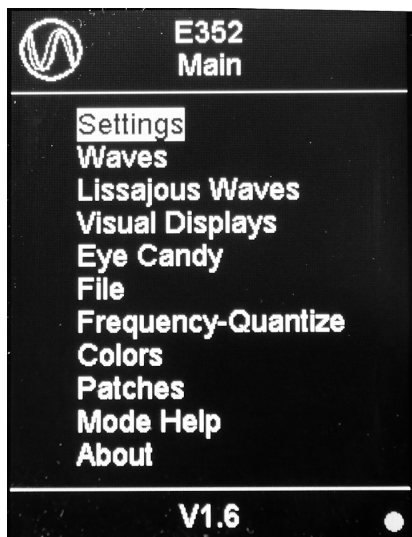 E352
Main
Settings
Waves
Lissajous Waves
Visual Displays
Eye Candy
File
Frequency-Quantize
Colors
Patches
Mode Help
About
V1.6